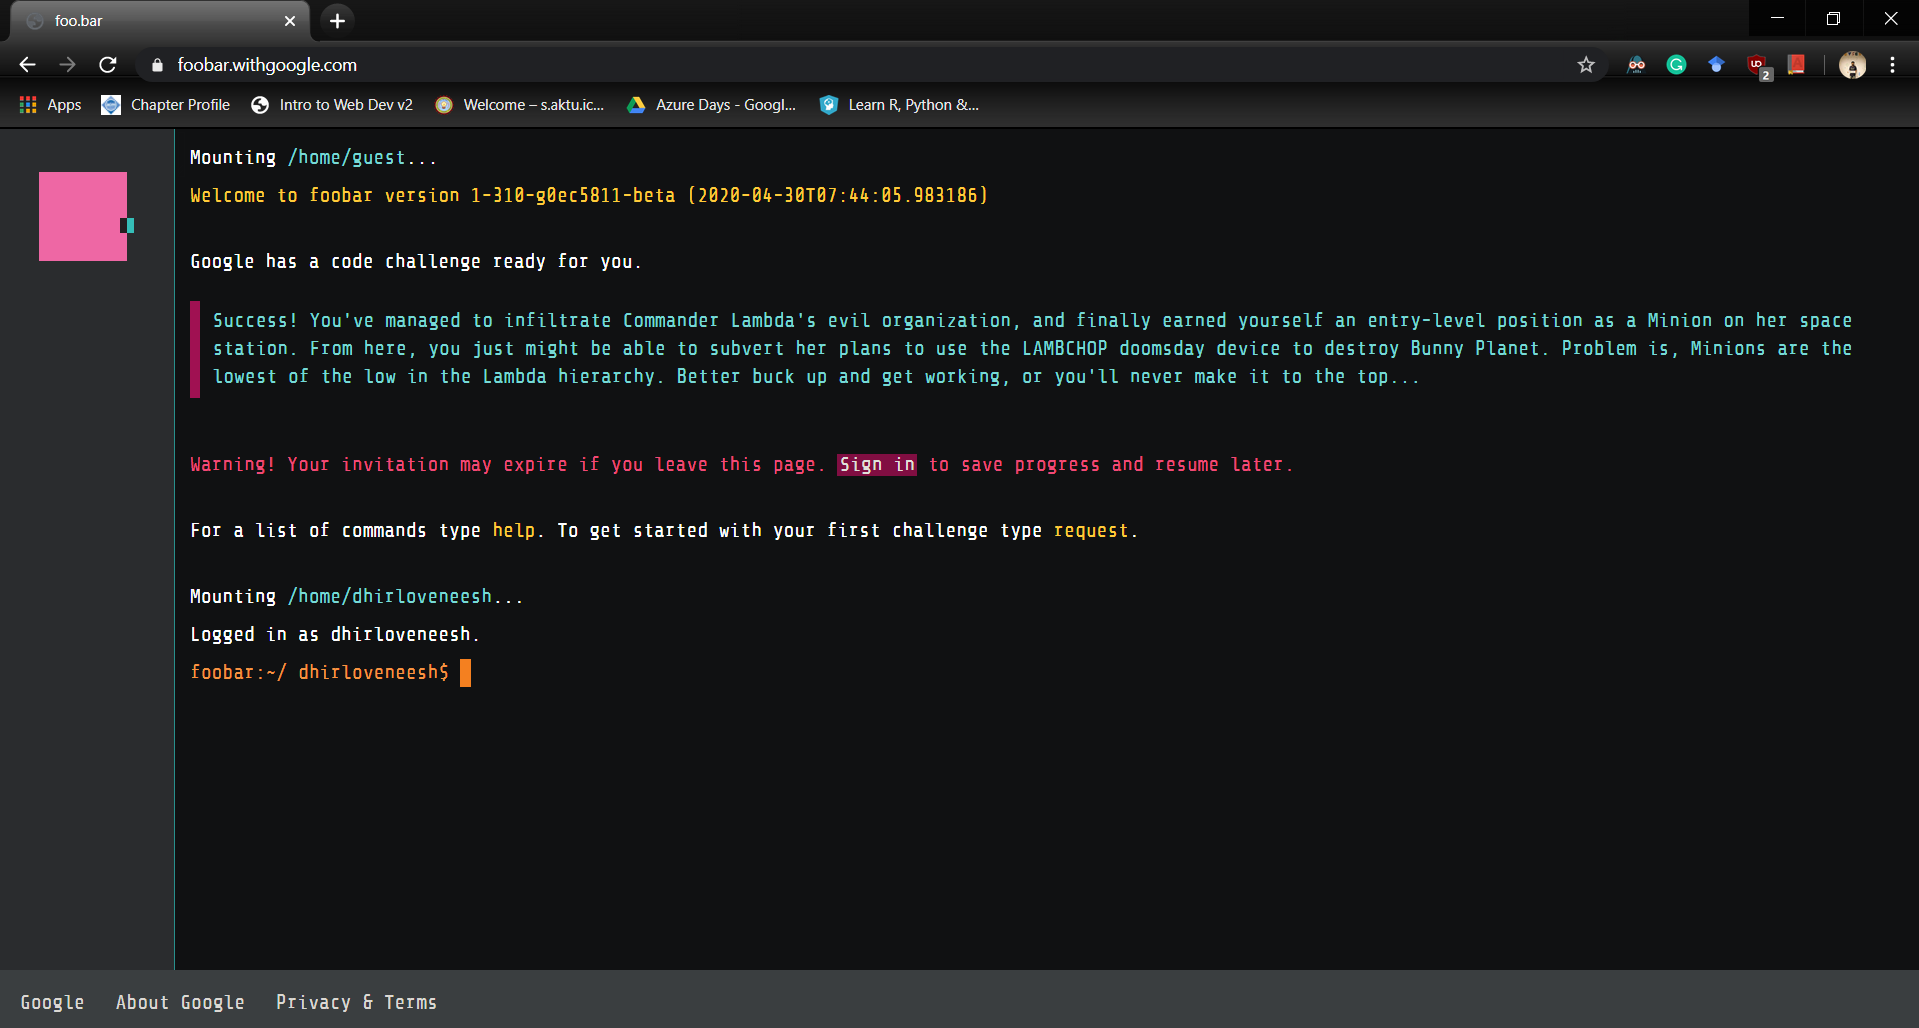 foo.bar
foobar.withgoogle.com
2
Apps Chapter Profile Intro to Web Dev v2 Welcome – s.aktu.ic... Azure Days - Googl... Learn R, Python &...
Mounting /home/guest...
Welcome to foobar version 1-310-g0ec5811-beta (2020-04-30T07:44:05.983186)
Google has a code challenge ready for you.
Success! You've managed to infiltrate Commander Lambda's evil organization, and finally earned yourself an entry-level position as a Minion on her space
station. From here, you just might be able to subvert her plans to use the LAMBCHOP doomsday device to destroy Bunny Planet. Problem is, Minions are the
lowest of the low in the Lambda hierarchy. Better buck up and get working, or you'll never make it to the top...
Warning! Your invitation may expire if you leave this page. Sign in to save progress and resume later.
For a list of commands type help. To get started with your first challenge type request.
Mounting /home/dhirloveneesh...
Logged in as dhirloveneesh.
foobar:~/ dhirloveneesh$
Google About Google Privacy & Terms